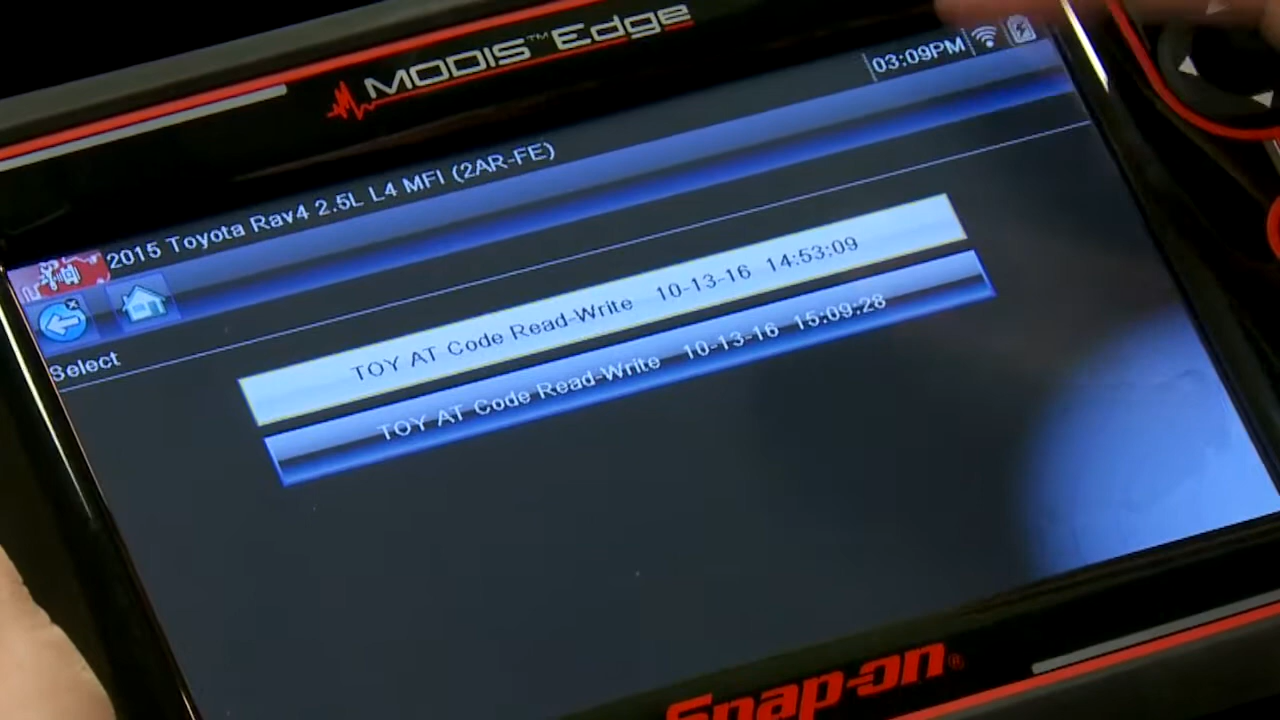 MODIS™ Edge
03:09PM
2015 Toyota Rav4 2.5L L4 MFI (2AR-FE)
Select
TOY AT Code Read-Write 10-13-16 14:53:09
TOY AT Code Read-Write 10-13-16 15:09:28
Snap-on®